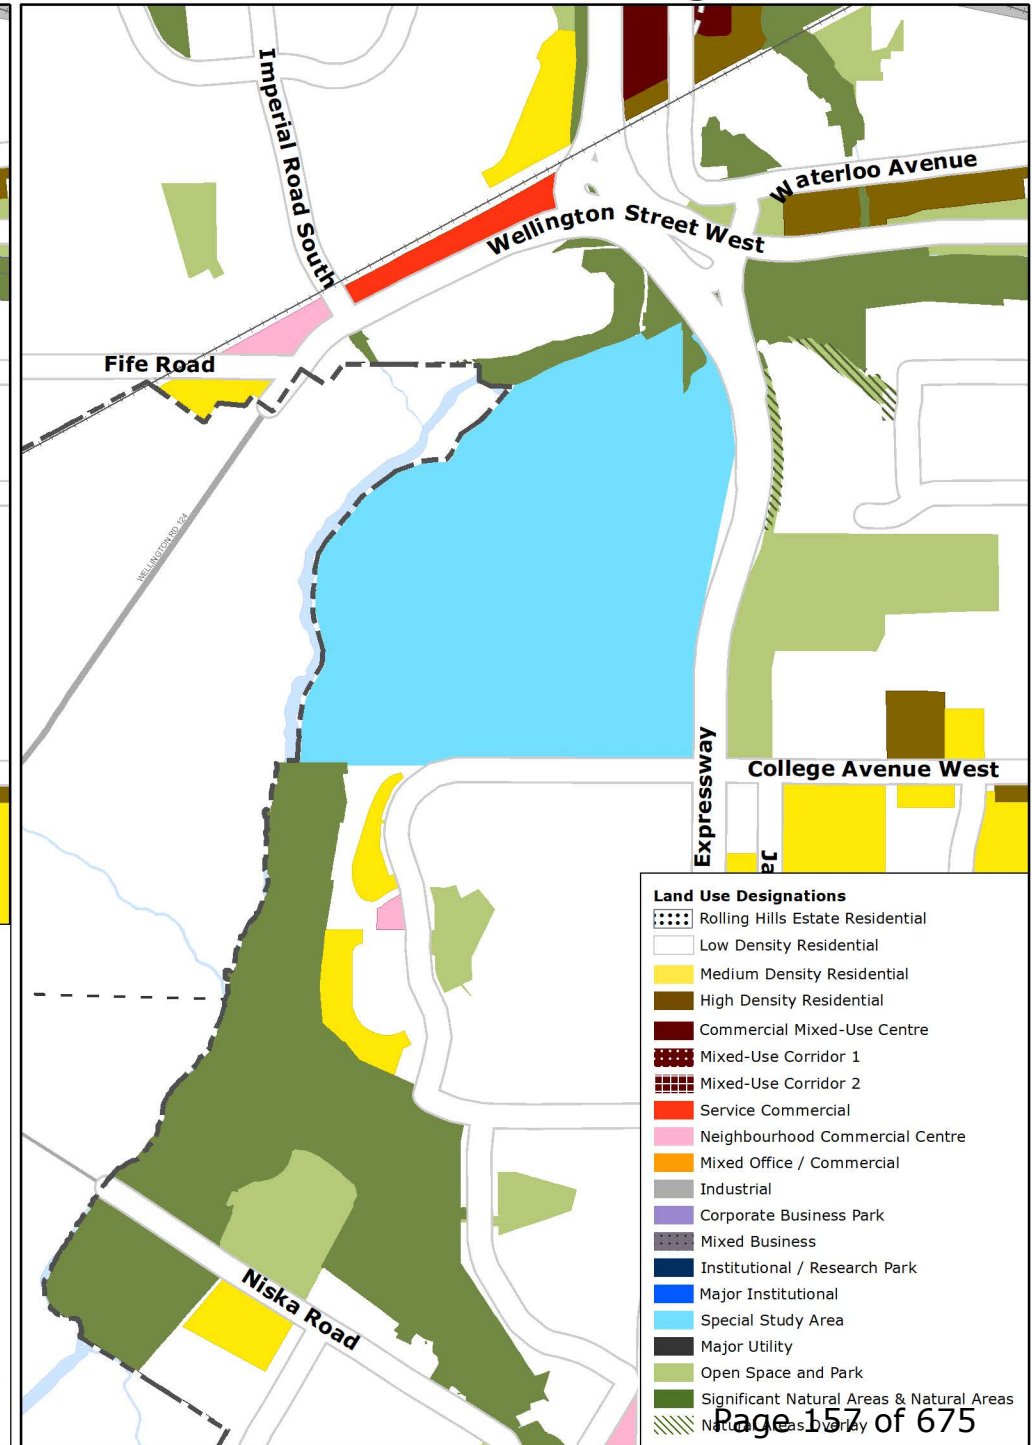 Imperial Road South
Waterloo Avenue
Wellington Street West
Fife Road
WELLINGTON RD 124
Expressway
College Avenue West
Ja
Niska Road
Land Use Designations
Rolling Hills Estate Residential
Low Density Residential
Medium Density Residential
High Density Residential
Commercial Mixed-Use Centre
Mixed-Use Corridor 1
Mixed-Use Corridor 2
Service Commercial
Neighbourhood Commercial Centre
Mixed Office / Commercial
Industrial
Corporate Business Park
Mixed Business
Institutional / Research Park
Major Institutional
Special Study Area
Major Utility
Open Space and Park
Significant Natural Areas & Natural Areas
Natural Areas Overlay
Page 157 of 675